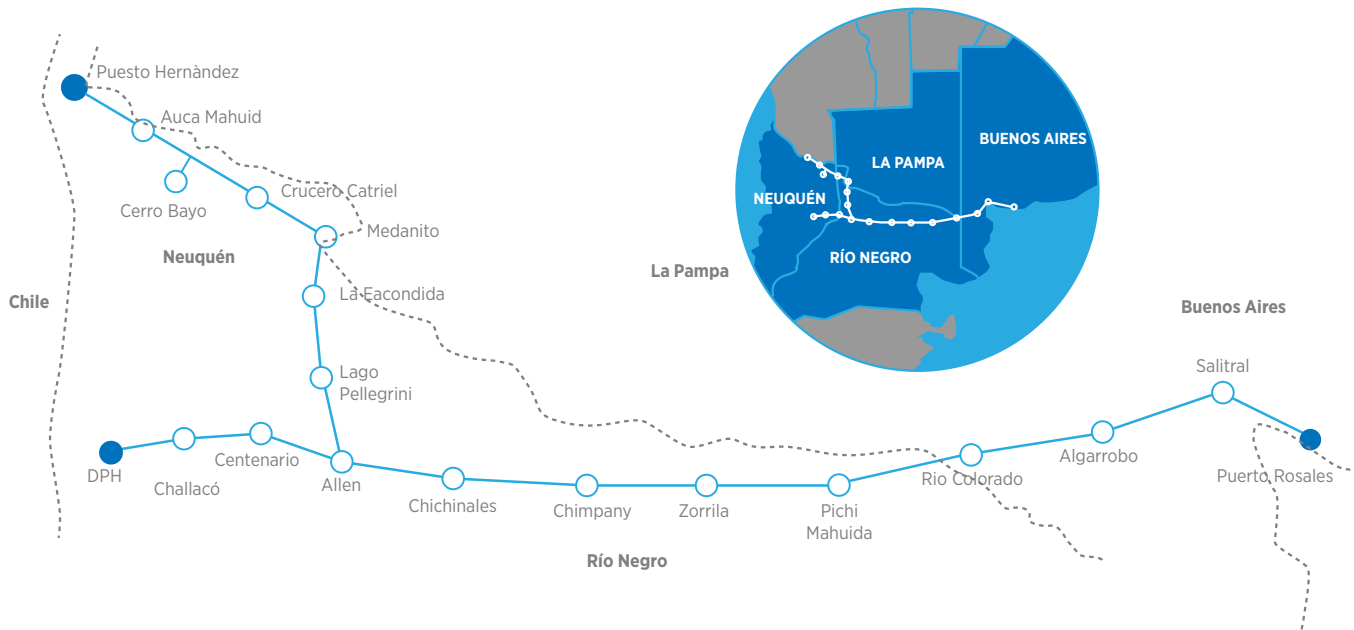 Puesto Hernàndez
Auca Mahuid
Cerro Bayo
Crucero Catriel
Medanito
Neuquén
Chile
La Facondida
Lago
Pellegrini
DPH
Challacó
Centenario
Allen
Chichinales
Chimpany
Zorrila
Pichi
Mahuida
Rio Colorado
Algarrobo
Salitral
Puerto Rosales
Río Negro
La Pampa
Buenos Aires
BUENOS AIRES
LA PAMPA
NEUQUÉN
RÍO NEGRO